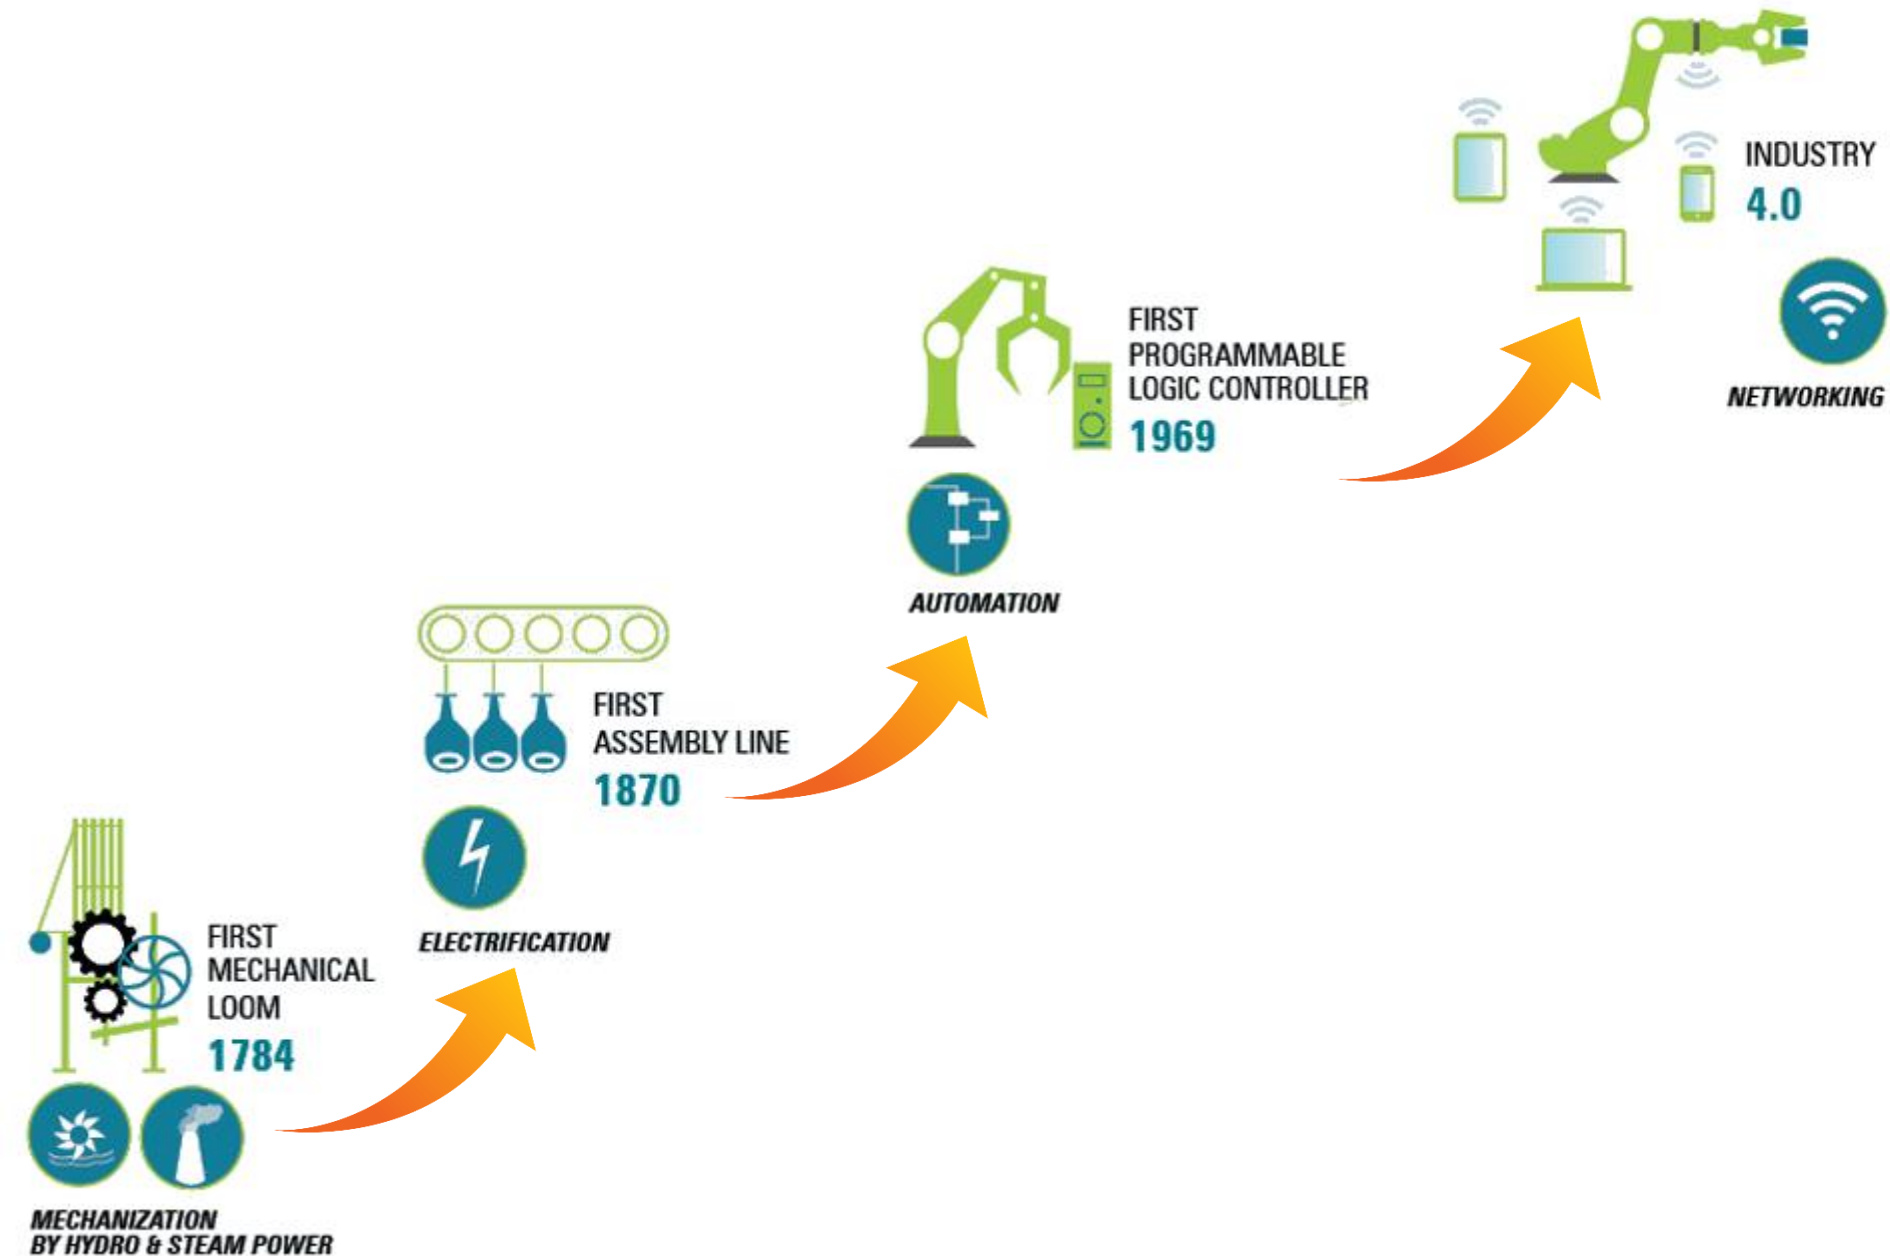 FIRST
MECHANICAL
LOOM
1784
MECHANIZATION
BY HYDRO & STEAM POWER
FIRST
ASSEMBLY LINE
1870
ELECTRIFICATION
FIRST
PROGRAMMABLE
LOGIC CONTROLLER
1969
AUTOMATION
INDUSTRY
4.0
NETWORKING